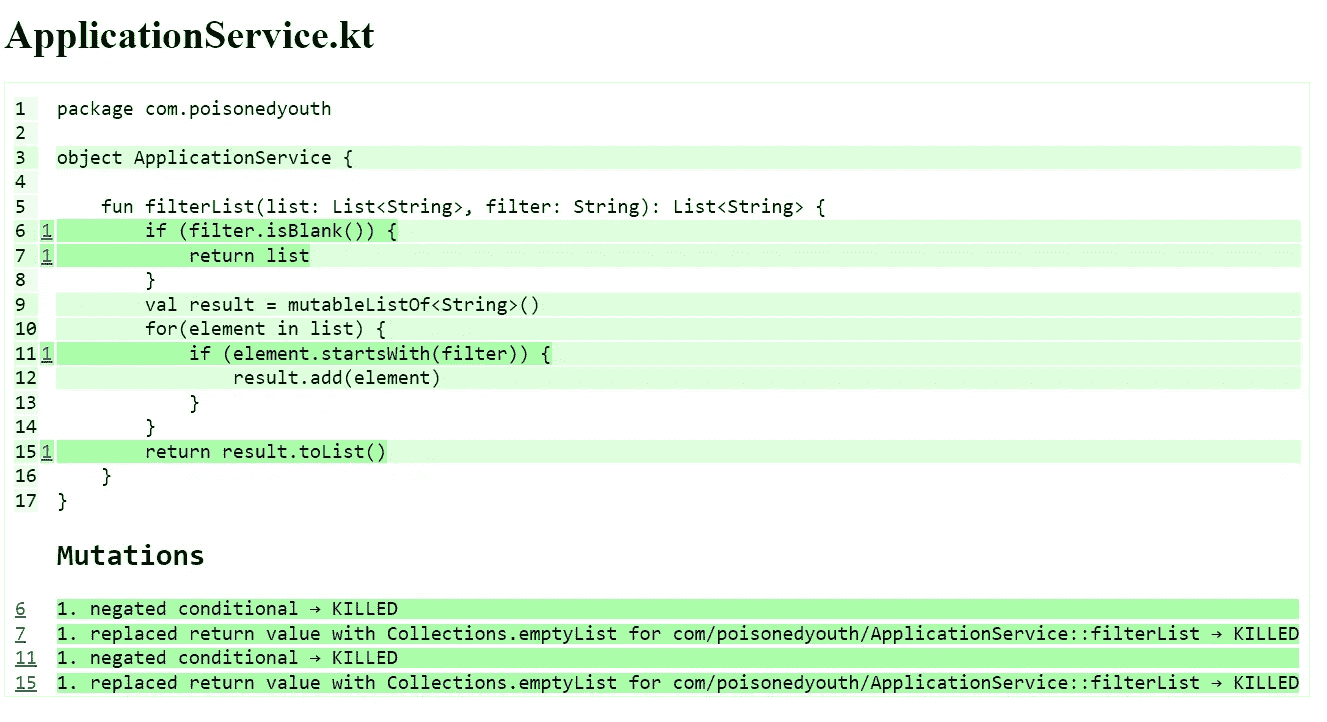 ApplicationService.kt
1 package com.poisonedyouth
2
3 object ApplicationService {
4
5 fun filterList(list: List<String>, filter: String): List<String> {
6 1 if (filter.isBlank()) {
7 1 return list
8 }
9 val result = mutableListOf<String>()
10 for(element in list) {
11 1 if (element.startsWith(filter)) {
12 result.add(element)
13 }
14 }
15 1 return result.toList()
16 }
17 }
Mutations
6 1. negated conditional → KILLED
7 1. replaced return value with Collections.emptyList for com/poisonedyouth/ApplicationService::filterList → KILLED
11 1. negated conditional → KILLED
15 1. replaced return value with Collections.emptyList for com/poisonedyouth/ApplicationService::filterList → KILLED